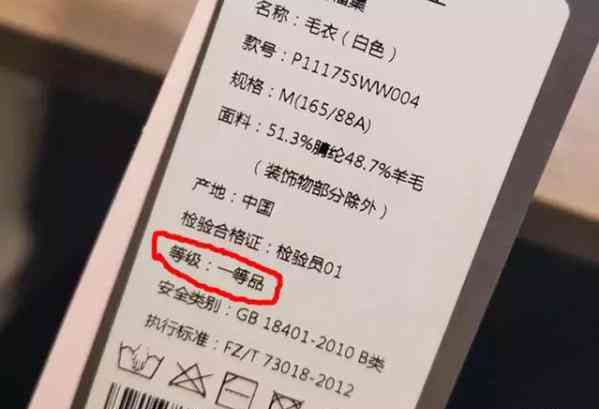 名称：毛衣（白色）
款号：P11175SWW004
规格：M(165/88A)
面料：51.3%腈纶48.7%羊毛
（装饰物部分除外）
产地：中国
检验合格证：检验员01
等级：一等品
安全类别：GB 18401-2010 B类
执行标准：FZ/T 73018-2012